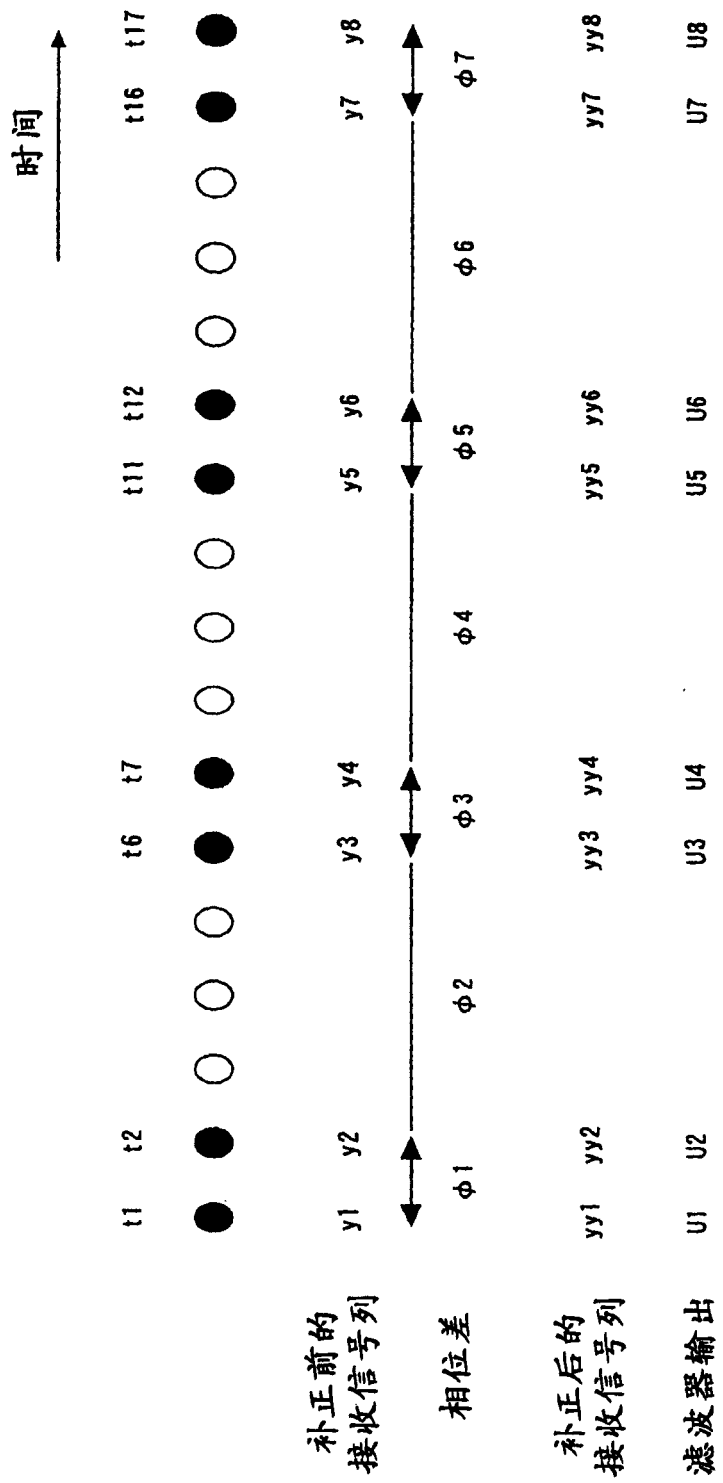 时间
t1 t2 t6 t7 t11 t12 t16 t17
补正前的
接收信号列
y1 y2 y3 y4 y5 y6 y7 y8
相位差
φ1 φ2 φ3 φ4 φ5 φ6 φ7
补正后的
接收信号列
yy1 yy2 yy3 yy4 yy5 yy6 yy7 yy8
滤波器输出
U1 U2 U3 U4 U5 U6 U7 U8